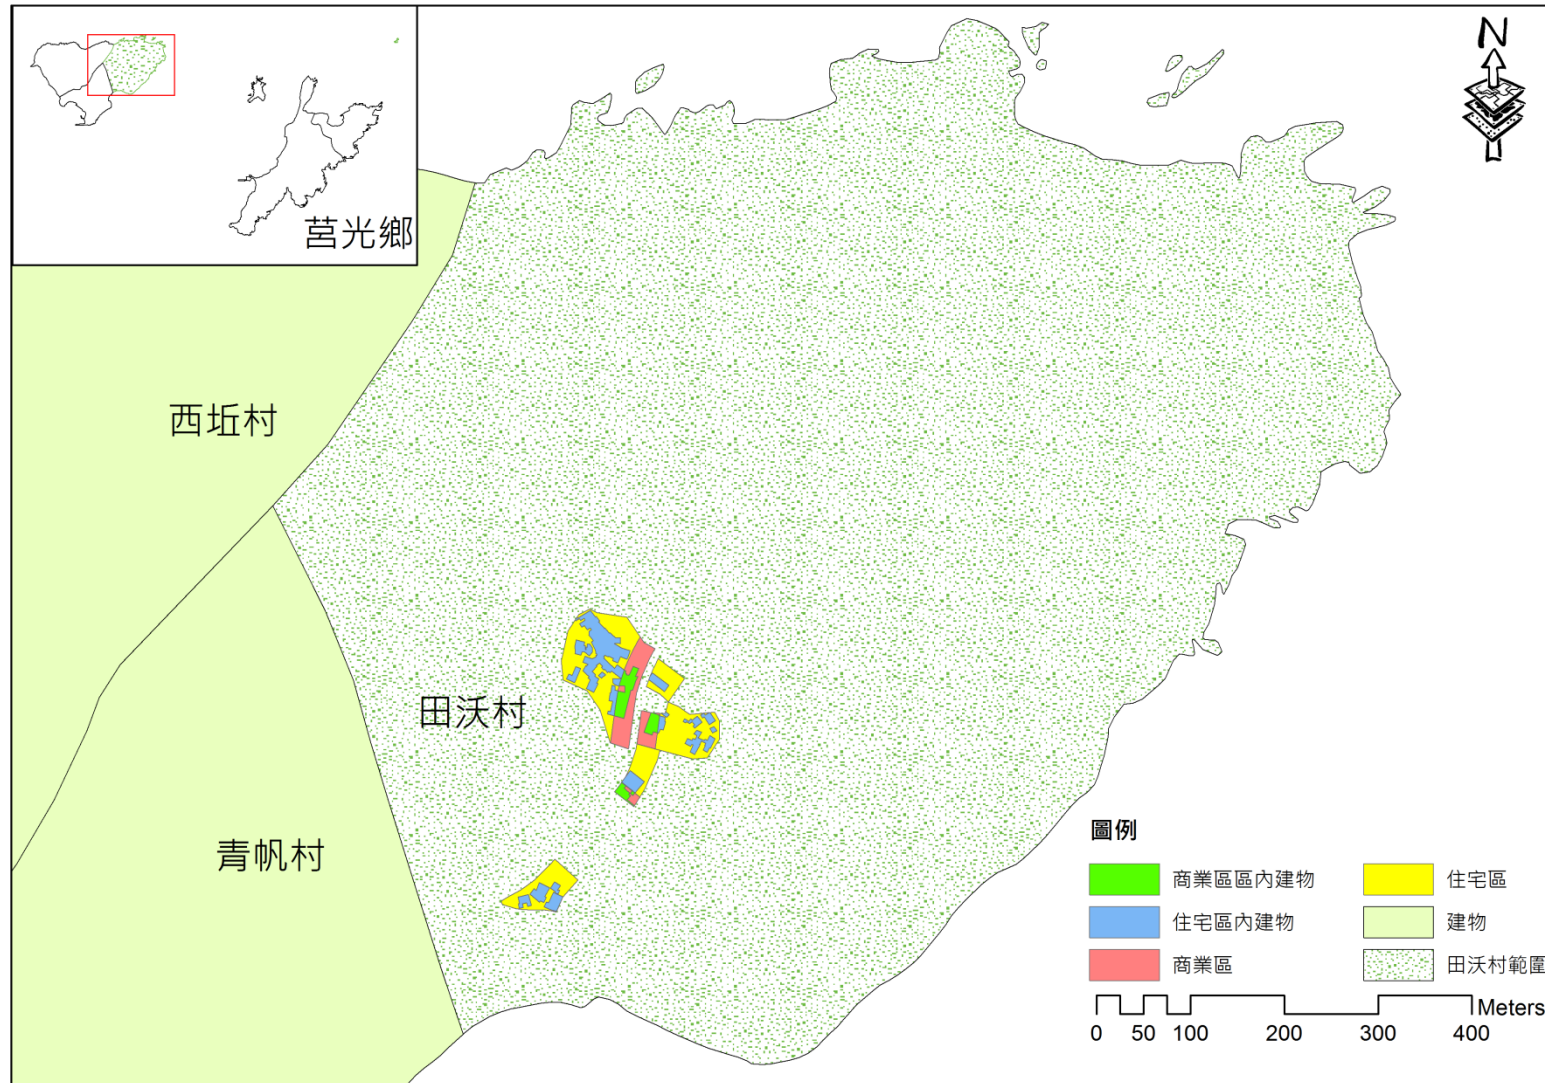 N
莒光鄉
西坵村
田沃村
青帆村
圖例
商業區區內建物
住宅區
住宅區內建物
建物
商業區
田沃村範圍
Meters
0 50 100 200 300 400